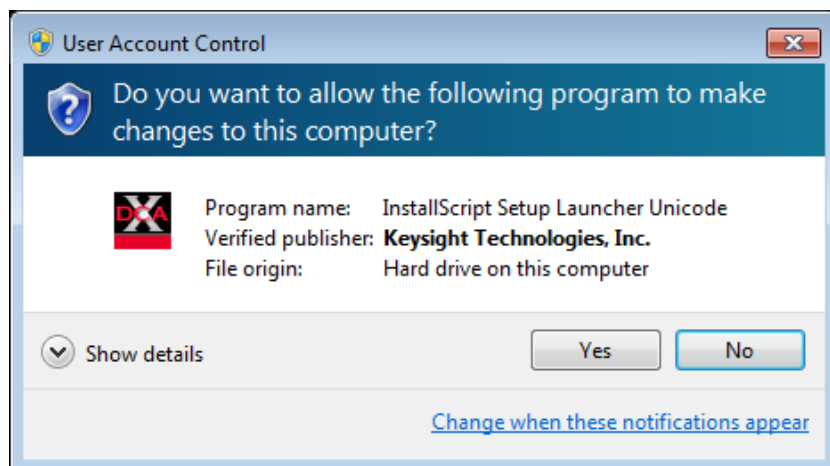 User Account Control
Do you want to allow the following program to make
changes to this computer?
DCA X
Program name: InstallScript Setup Launcher Unicode
Verified publisher: Keysight Technologies, Inc.
File origin: Hard drive on this computer
Show details
Yes
No
Change when these notifications appear